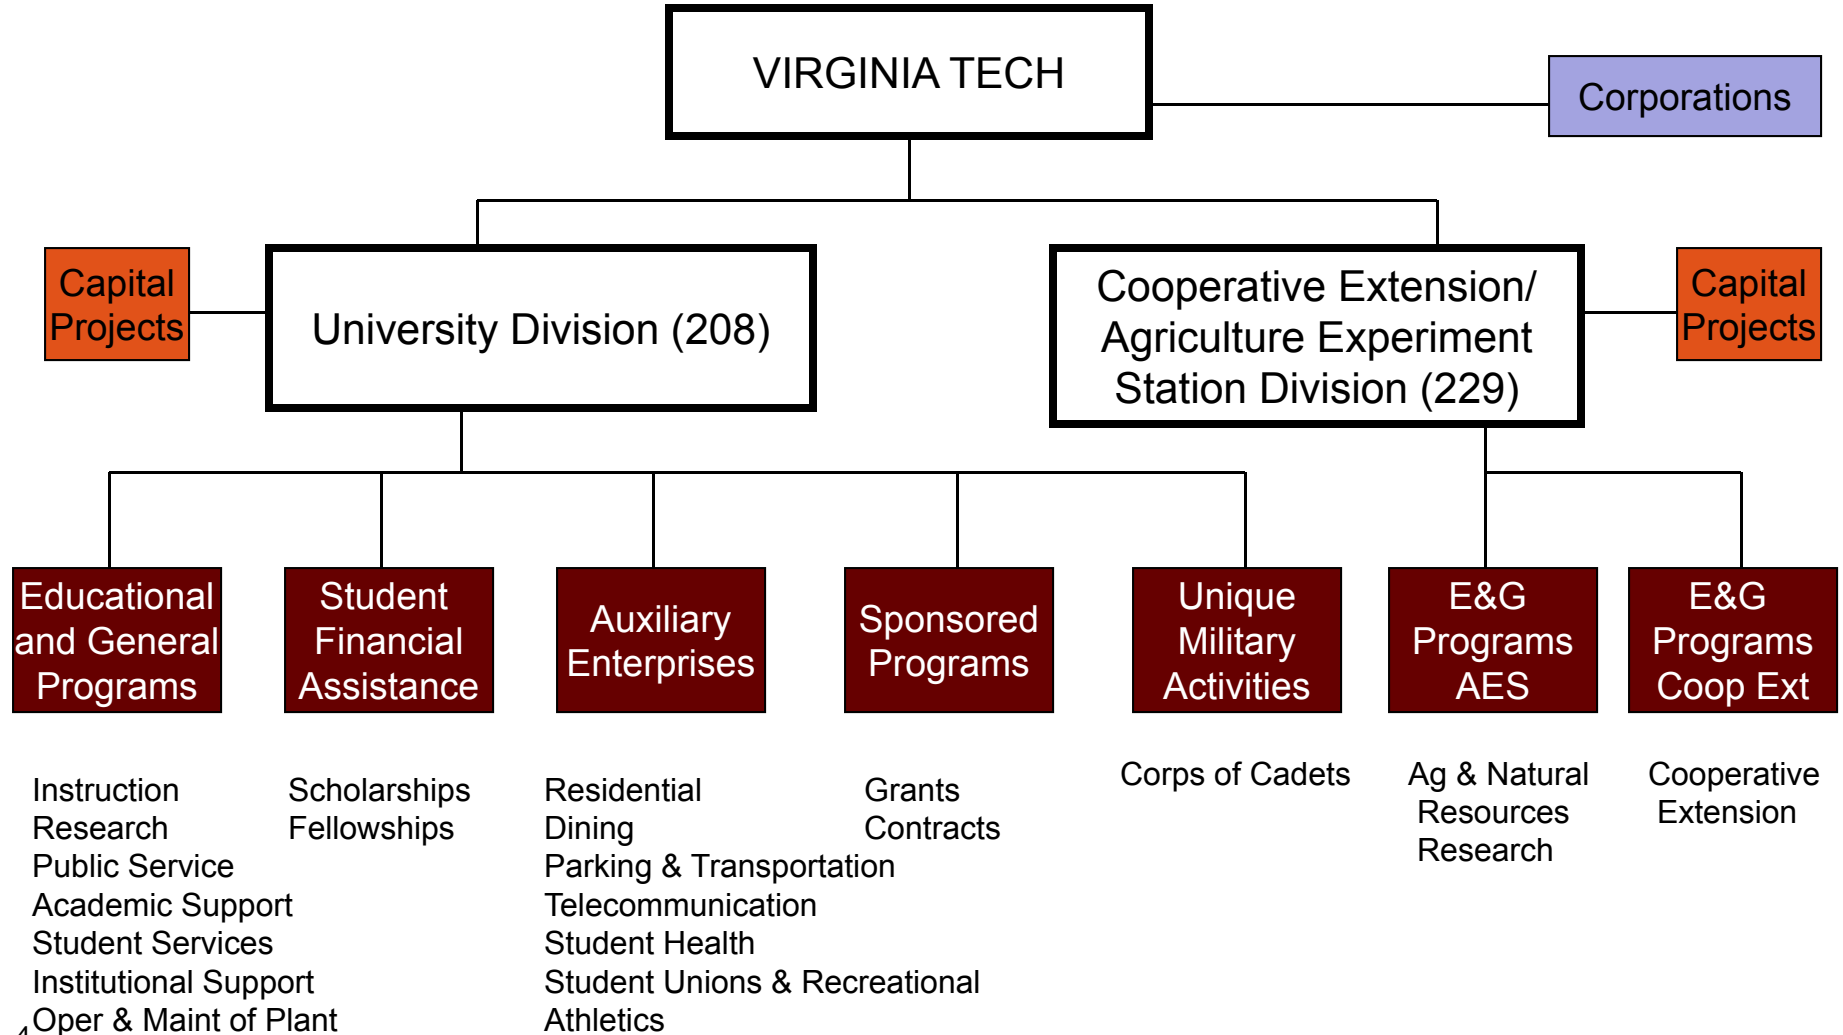 VIRGINIA TECH
Corporations
Capital
Projects
University Division (208)
Cooperative Extension/
Agriculture Experiment
Station Division (229)
Capital
Projects
Educational
and General
Programs
Student
Financial
Assistance
Auxiliary
Enterprises
Sponsored
Programs
Unique
Military
Activities
E&G
Programs
AES
E&G
Programs
Coop Ext
Instruction
Research
Public Service
Academic Support
Student Services
Institutional Support
Oper & Maint of Plant
Scholarships
Fellowships
Residential
Dining
Parking & Transportation
Telecommunication
Student Health
Student Unions & Recreational
Athletics
Grants
Contracts
Corps of Cadets
Ag & Natural
Resources
Research
Cooperative
Extension
4